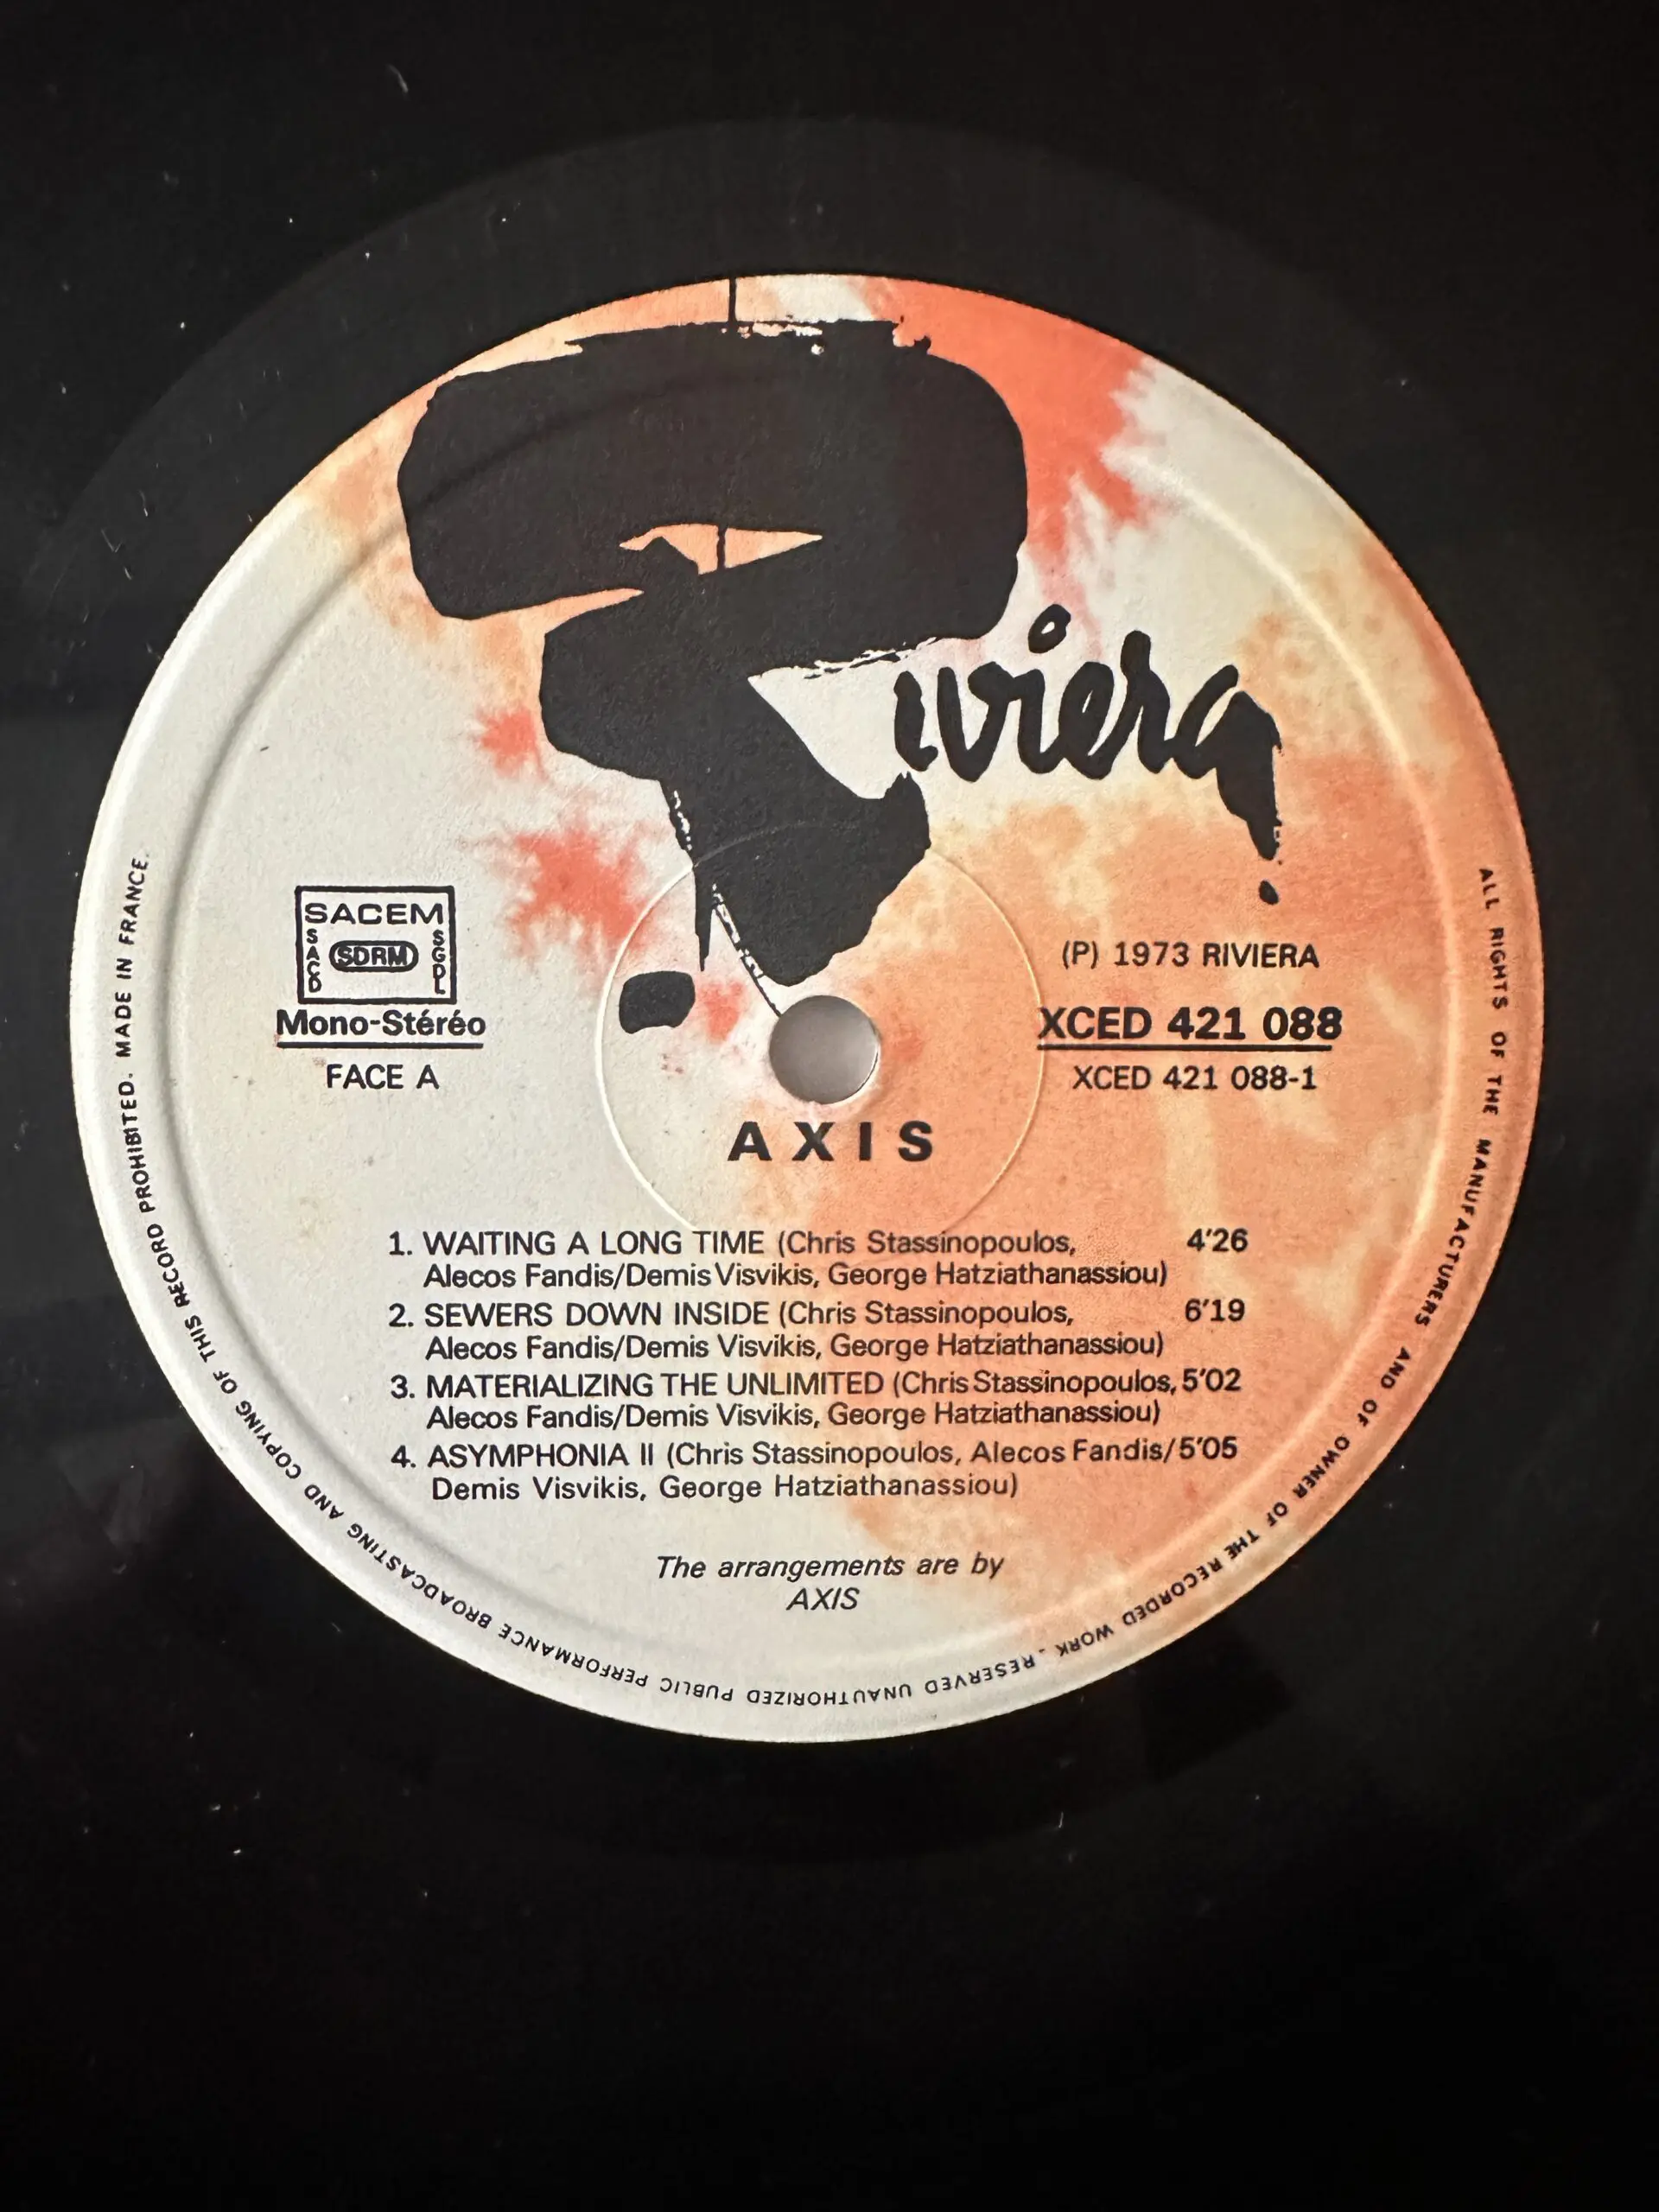 Riviera
SACEM
SACD
SDRM
SGDL
Mono-Stéréo
FACE A
(P) 1973 RIVIERA
XCED 421 088
XCED 421 088-1
AXIS
1. WAITING A LONG TIME (Chris Stassinopoulos, 4'26
Alecos Fandis/Demis Visvikis, George Hatziathanassiou)
2. SEWERS DOWN INSIDE (Chris Stassinopoulos, 6'19
Alecos Fandis/Demis Visvikis, George Hatziathanassiou)
3. MATERIALIZING THE UNLIMITED (Chris Stassinopoulos, 5'02
Alecos Fandis/Demis Visvikis, George Hatziathanassiou)
4. ASYMPHONIA II (Chris Stassinopoulos, Alecos Fandis/ 5'05
Demis Visvikis, George Hatziathanassiou)
The arrangements are by
AXIS
ALL RIGHTS OF THE MANUFACTURERS AND OF OWNER OF THE RECORDED WORK - RESERVED UNAUTHORIZED PUBLIC PERFORMANCE BROADCASTING AND COPYING OF THIS RECORD PROHIBITED. MADE IN FRANCE.